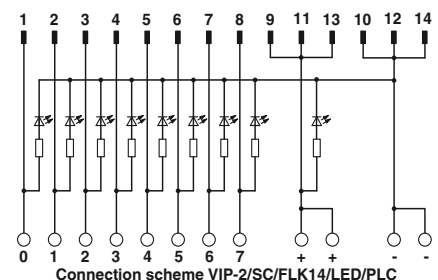 1 2 3 4 5 6 7 8 9 11 13 10 12 14
0 1 2 3 4 5 6 7 + + - -
Connection scheme VIP-2/SC/FLK14/LED/PLC